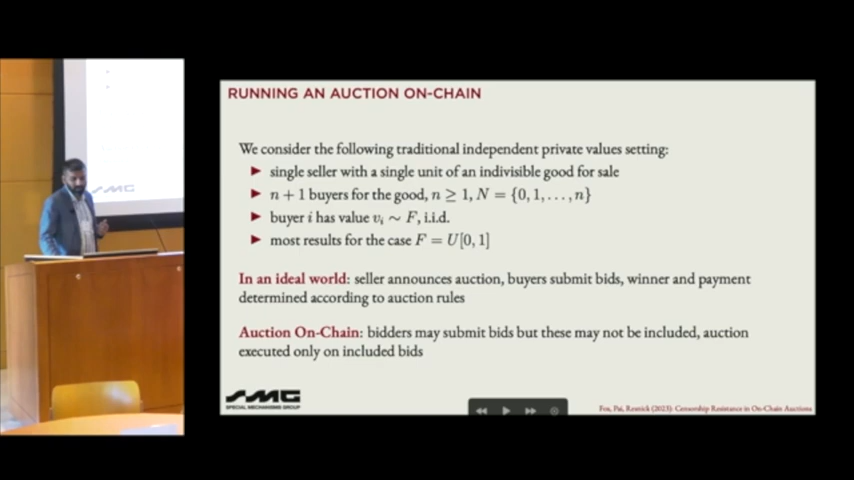 RUNNING AN AUCTION ON-CHAIN
We consider the following traditional independent private values setting:
► single seller with a single unit of an indivisible good for sale
► n + 1 buyers for the good, n ≥ 1, N = {0, 1, . . . , n}
► buyer i has value vᵢ ∼ F, i.i.d.
► most results for the case F = U[0, 1]
In an ideal world: seller announces auction, buyers submit bids, winner and payment
determined according to auction rules
Auction On-Chain: bidders may submit bids but these may not be included, auction
executed only on included bids
SMG
SPECIAL MECHANISMS GROUP
Fox, Pai, Resnick (2023): Censorship Resistance in On-Chain Auctions
SMG